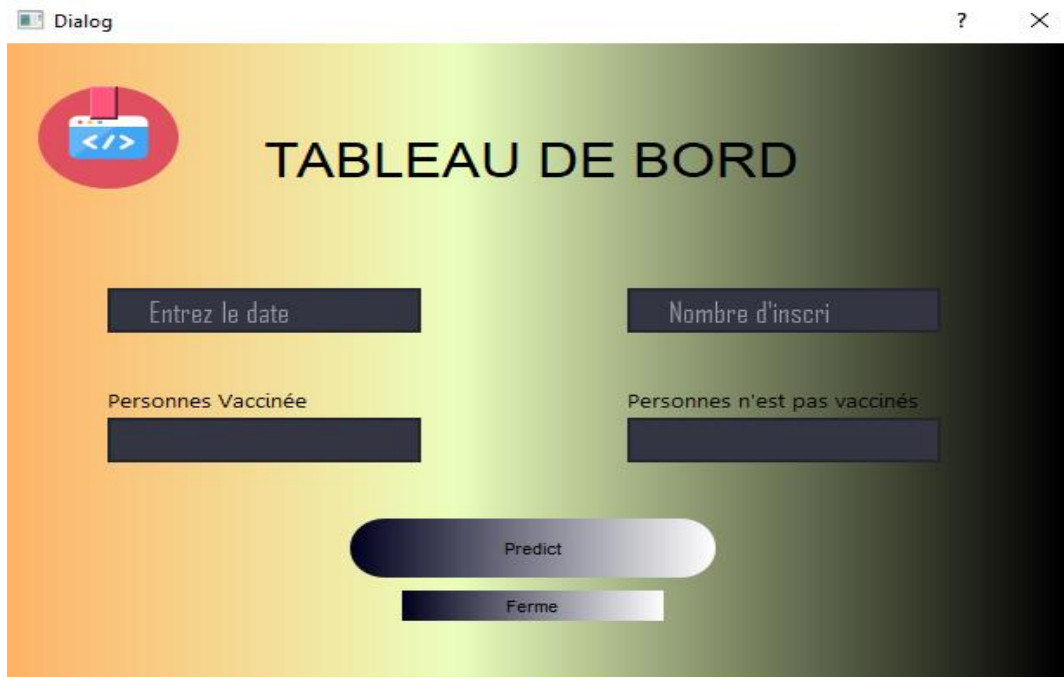 Dialog
?
</>
TABLEAU DE BORD
Entrez le date
Nombre d'inscri
Personnes Vaccinée
Personnes n'est pas vaccinés
Predict
Ferme